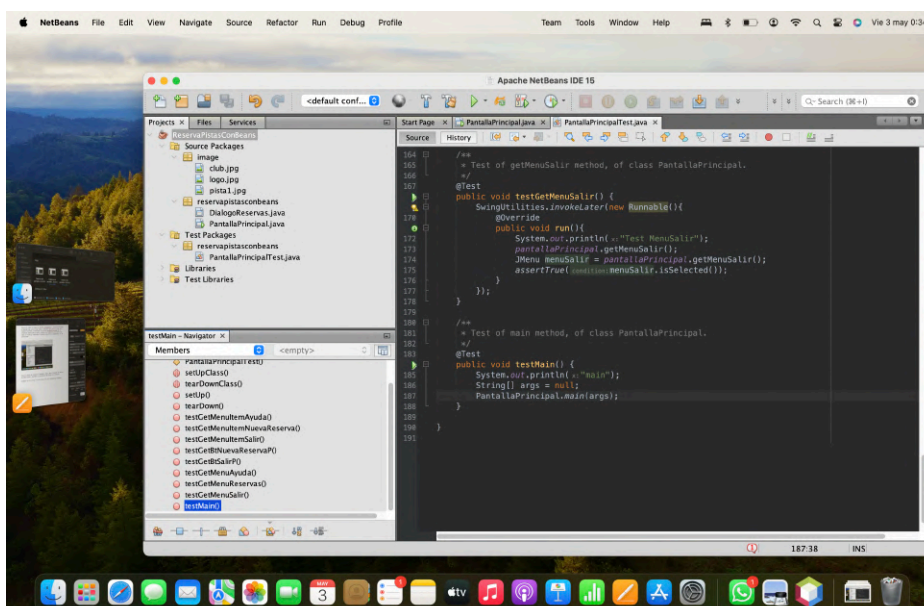 NetBeans File Edit View Navigate Source Refactor Run Debug Profile Team Tools Window Help Vie 3 may 0:34
Apache NetBeans IDE 15
<default conf... Search (⌘+I)
Projects × Files Services
ReservaPistasConBeans
Source Packages
image
club.jpg
logo.jpg
pista1.jpg
reservapistasconbeans
DialogoReservas.java
PantallaPrincipal.java
Test Packages
reservapistasconbeans
PantallaPrincipalTest.java
Libraries
Test Libraries
testMain - Navigator ×
Members <empty>
PantallaPrincipalTest()
setUpClass()
tearDownClass()
setUp()
tearDown()
testGetMenuItemAyuda()
testGetMenuItemNuevaReserva()
testGetMenuItemSalir()
testGetBtNuevaReservaP()
testGetBtSalirP()
testGetMenuAyuda()
testGetMenuReservas()
testGetMenuSalir()
testMain()
Start Page × PantallaPrincipal.java × PantallaPrincipalTest.java ×
Source History
164 /**
165 * Test of getMenuSalir method, of class PantallaPrincipal.
166 */
167 @Test
public void testGetMenuSalir() {
SwingUtilities.invokeLater(new Runnable(){
170 @Override
public void run(){
172 System.out.println(x:"Test MenuSalir");
173 pantallaPrincipal.getMenuSalir();
174 JMenu menuSalir = pantallaPrincipal.getMenuSalir();
175 assertTrue(condition:menuSalir.isSelected());
176 }
177 });
178 }
179
180 /**
181 * Test of main method, of class PantallaPrincipal.
182 */
183 @Test
public void testMain() {
185 System.out.println(x:"main");
186 String[] args = null;
187 PantallaPrincipal.main(args);
188 }
189
190 }
191
187:38 INS
MAY
3
1
tv
1